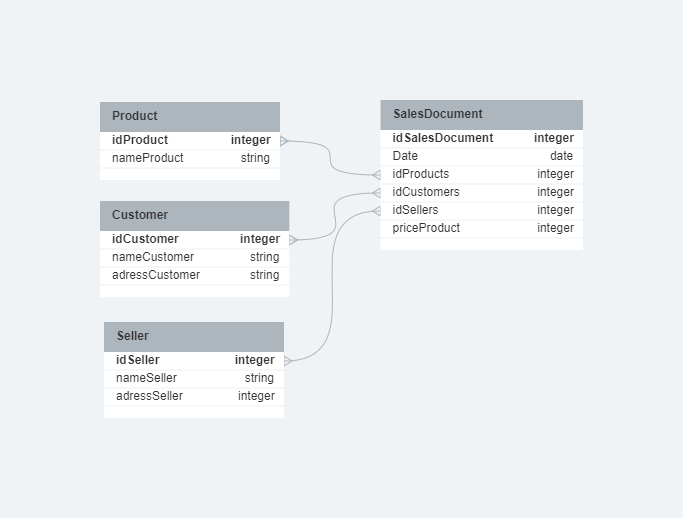 Product
idProduct integer
nameProduct string
SalesDocument
idSalesDocument integer
Date date
idProducts integer
idCustomers integer
idSellers integer
priceProduct integer
Customer
idCustomer integer
nameCustomer string
adressCustomer string
Seller
idSeller integer
nameSeller string
adressSeller integer